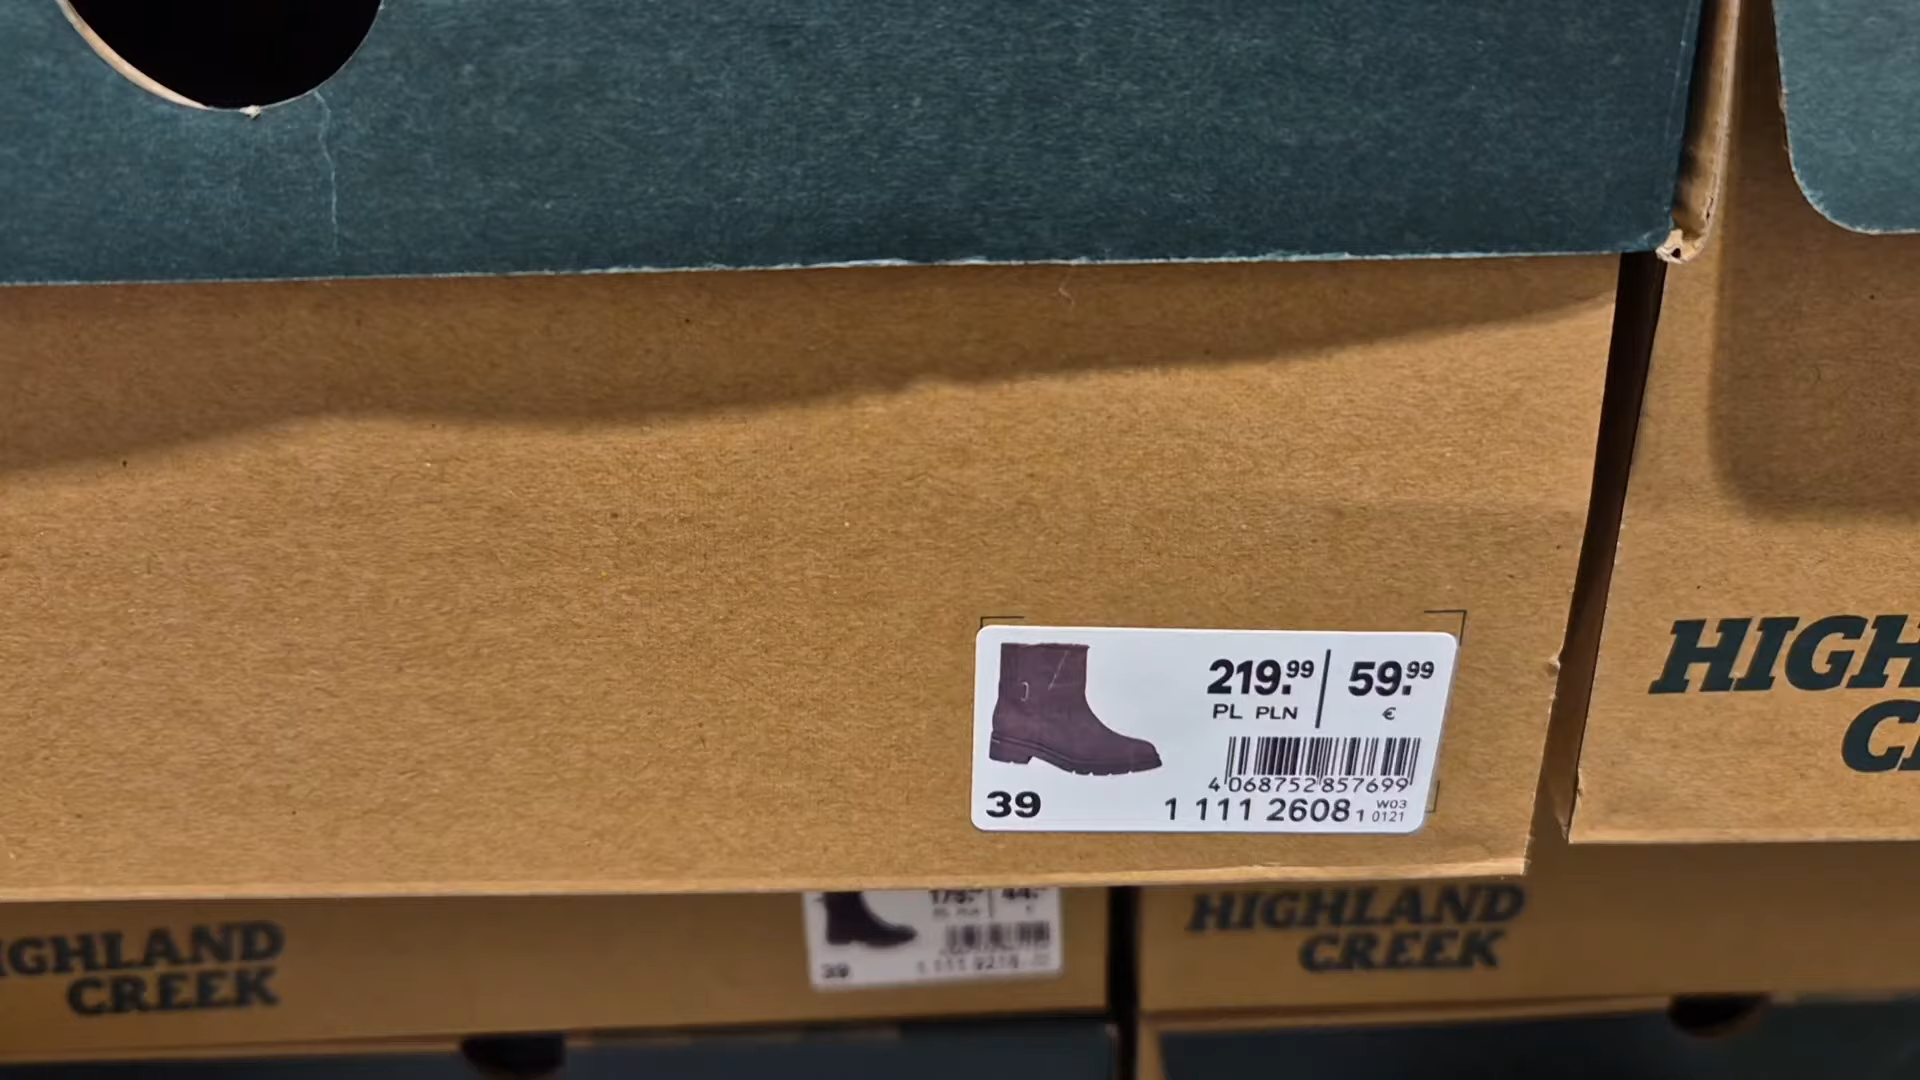 219.99 59.99
PL PLN €
4 068752 857699
39 1 111 2608 1 W03 0121
HIGH
C
HIGHLAND
CREEK
IGHLAND
CREEK
39